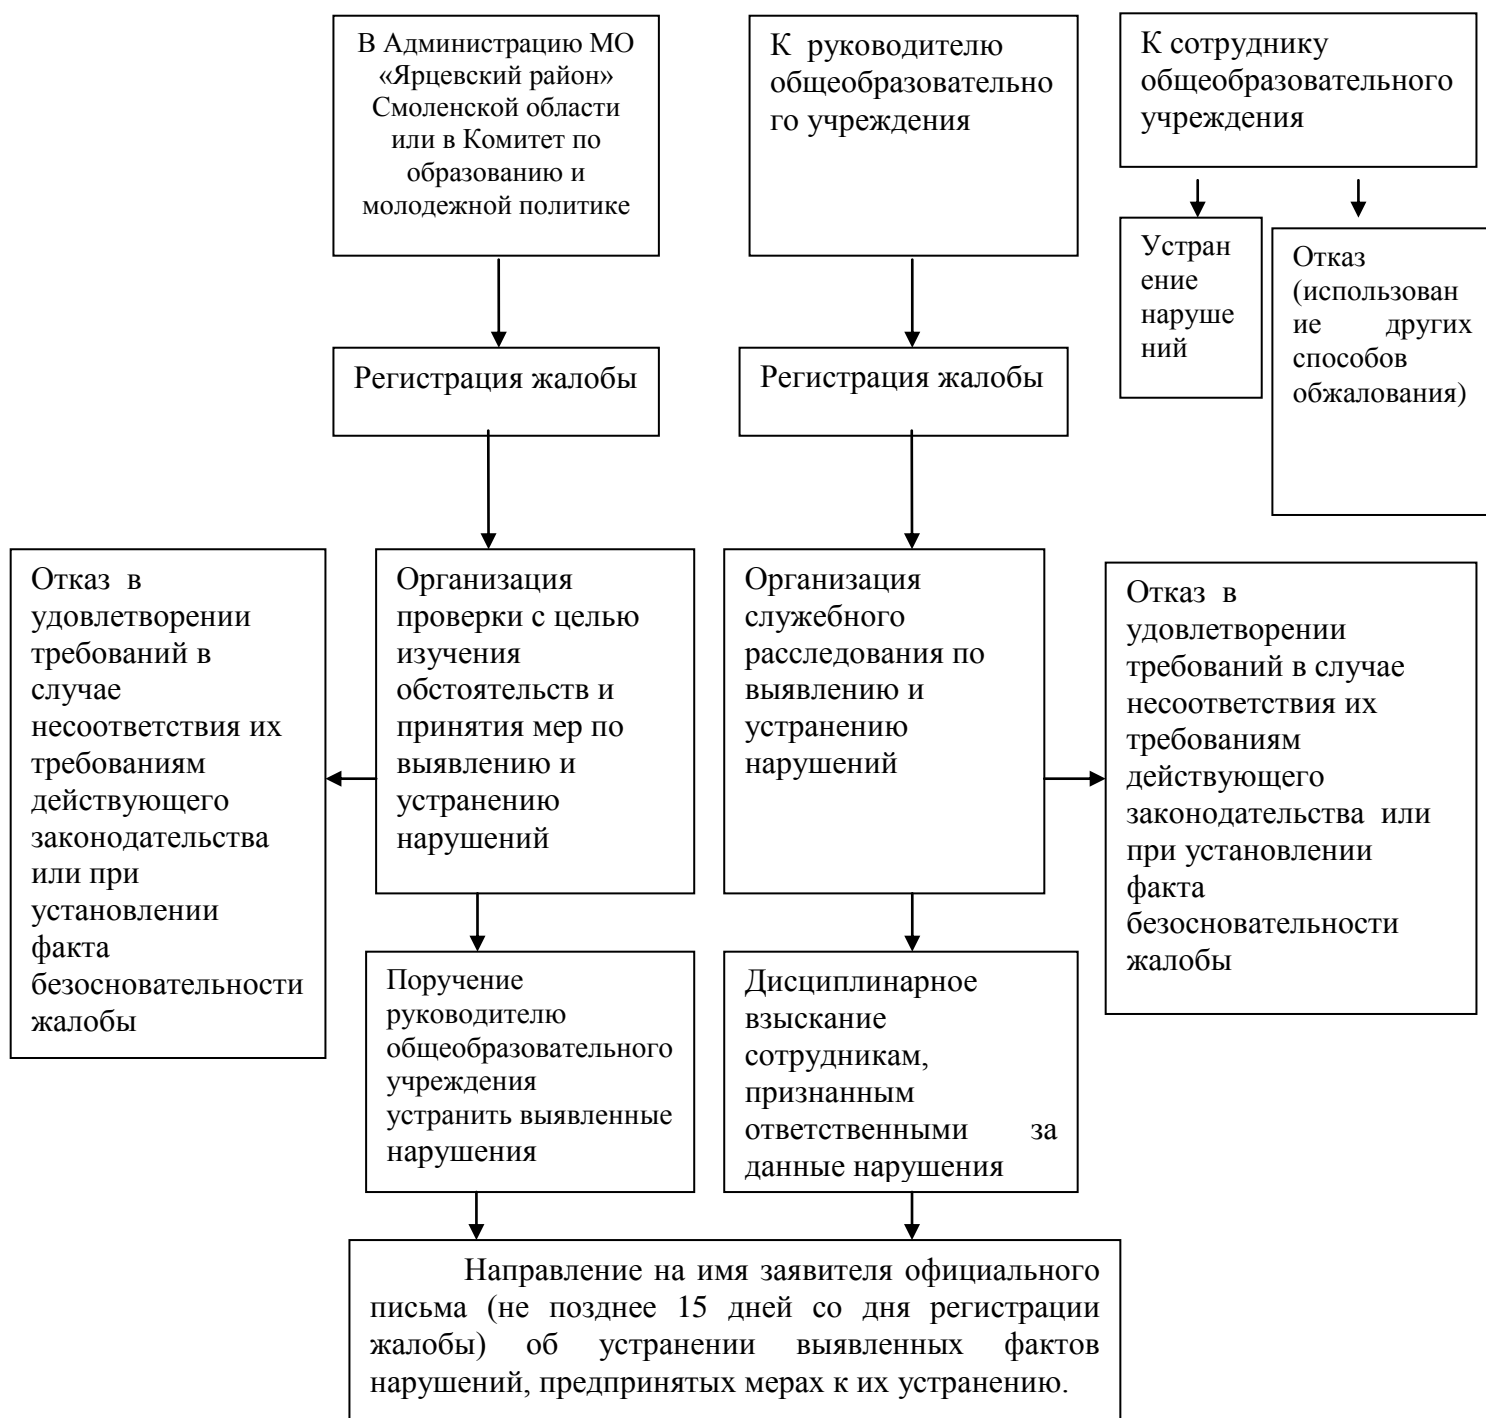 В Администрацию МО
«Ярцевский район»
Смоленской области
или в Комитет по
образованию и
молодежной политике
К руководителю
общеобразовательно
го учреждения
К сотруднику
общеобразовательного
учреждения
Устран
ение
наруше
ний
Отказ
(использован
ие других
способов
обжалования)
Регистрация жалобы
Регистрация жалобы
Отказ в
удовлетворении
требований в
случае
несоответствия их
требованиям
действующего
законодательства
или при
установлении
факта
безосновательности
жалобы
Организация
проверки с целью
изучения
обстоятельств и
принятия мер по
выявлению и
устранению
нарушений
Организация
служебного
расследования по
выявлению и
устранению
нарушений
Отказ в
удовлетворении
требований в случае
несоответствия их
требованиям
действующего
законодательства или
при установлении
факта
безосновательности
жалобы
Поручение
руководителю
общеобразовательного
учреждения
устранить выявленные
нарушения
Дисциплинарное
взыскание
сотрудникам,
признанным
ответственными за
данные нарушения
Направление на имя заявителя официального
письма (не позднее 15 дней со дня регистрации
жалобы) об устранении выявленных фактов
нарушений, предпринятых мерах к их устранению.